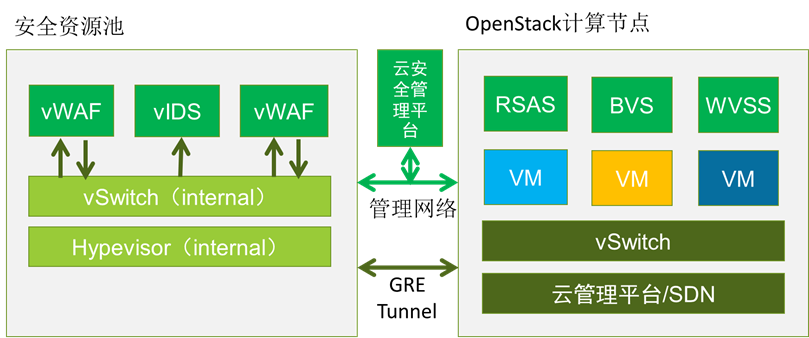 安全资源池
OpenStack计算节点
vWAF
vIDS
vWAF
云安
全管
理平
台
RSAS
BVS
WVSS
VM
VM
VM
vSwitch（internal）
管理网络
vSwitch
Hypevisor（internal）
GRE
Tunnel
云管理平台/SDN